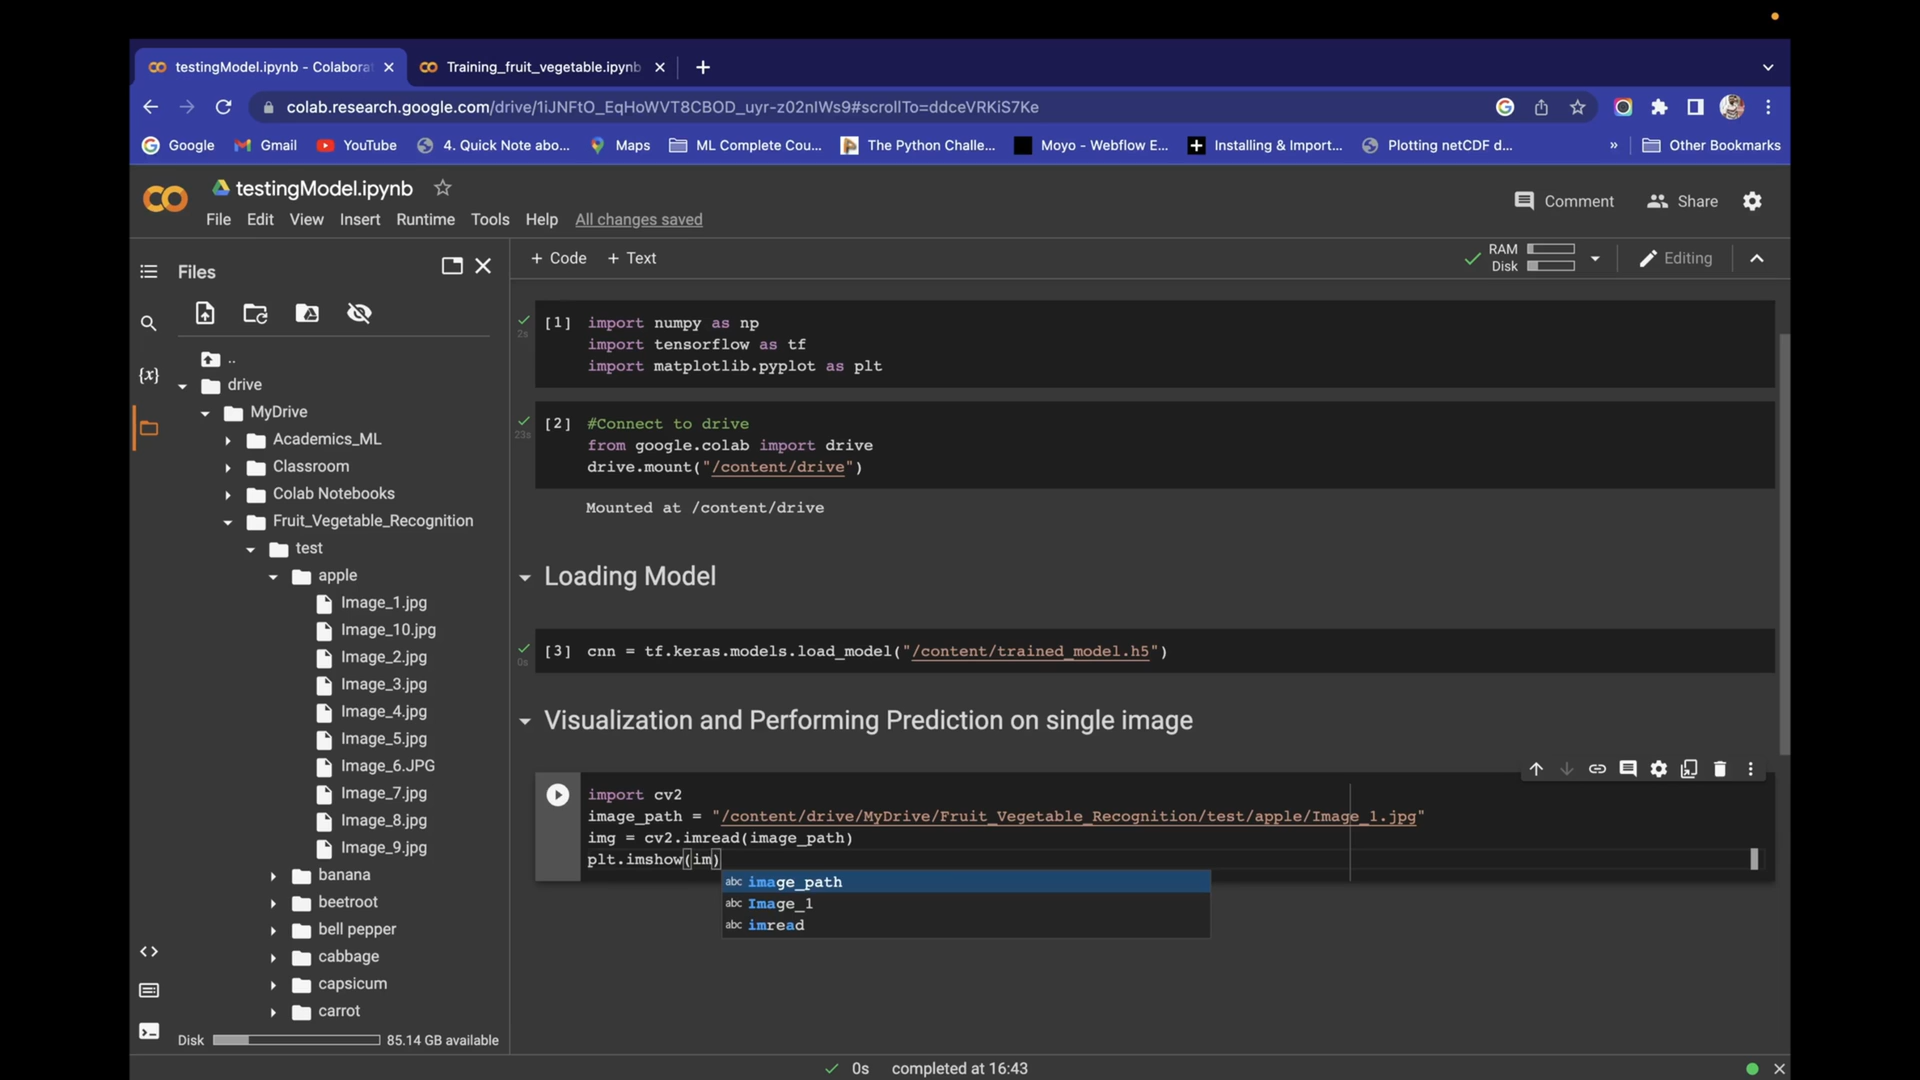 testingModel.ipynb - Colabora
Training_fruit_vegetable.ipynb
colab.research.google.com/drive/1iJNFtO_EqHoWVT8CBOD_uyr-z02nIWs9#scrollTo=ddceVRKiS7Ke
Google
Gmail
YouTube
4. Quick Note abo...
Maps
ML Complete Cou...
The Python Challe...
Moyo - Webflow E...
Installing & Import...
Plotting netCDF d...
»
Other Bookmarks
testingModel.ipynb
Comment
Share
File Edit View Insert Runtime Tools Help All changes saved
Files
+ Code + Text
RAM
Disk
Editing
..
drive
MyDrive
Academics_ML
Classroom
Colab Notebooks
Fruit_Vegetable_Recognition
test
apple
Image_1.jpg
Image_10.jpg
Image_2.jpg
Image_3.jpg
Image_4.jpg
Image_5.jpg
Image_6.JPG
Image_7.jpg
Image_8.jpg
Image_9.jpg
banana
beetroot
bell pepper
cabbage
capsicum
carrot
Disk 85.14 GB available
{x}
[1] import numpy as np
2s
import tensorflow as tf
import matplotlib.pyplot as plt
[2] #Connect to drive
23s
from google.colab import drive
drive.mount("/content/drive")
Mounted at /content/drive
Loading Model
[3] cnn = tf.keras.models.load_model("/content/trained_model.h5")
0s
Visualization and Performing Prediction on single image
import cv2
image_path = "/content/drive/MyDrive/Fruit_Vegetable_Recognition/test/apple/Image_1.jpg"
img = cv2.imread(image_path)
plt.imshow(im)
abc image_path
abc Image_1
abc imread
0s completed at 16:43